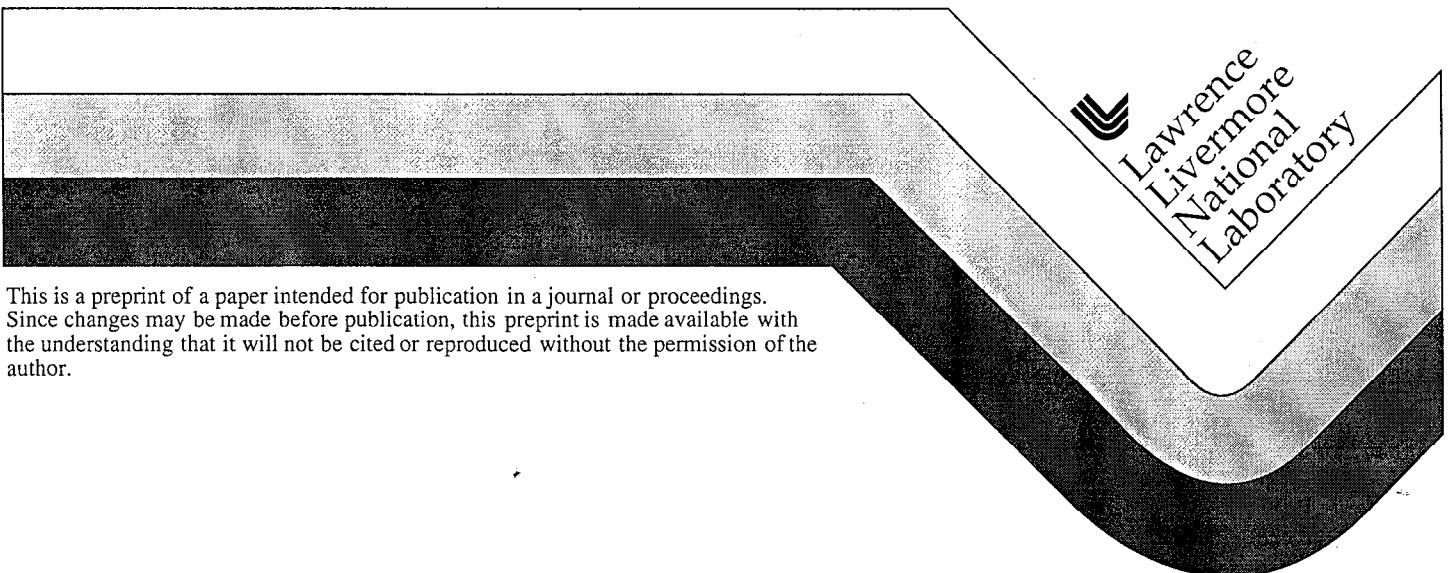 Lawrence
Livermore
National
Laboratory
This is a preprint of a paper intended for publication in a journal or proceedings.
Since changes may be made before publication, this preprint is made available with
the understanding that it will not be cited or reproduced without the permission of the
author.